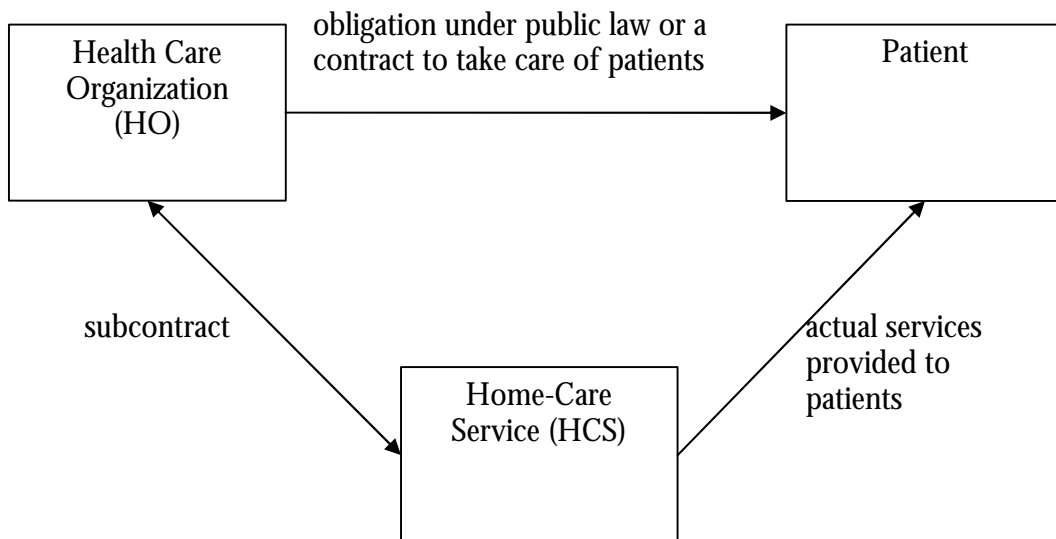 Health Care
Organization
(HO)
obligation under public law or a
contract to take care of patients
Patient
subcontract
actual services
provided to
patients
Home-Care
Service (HCS)